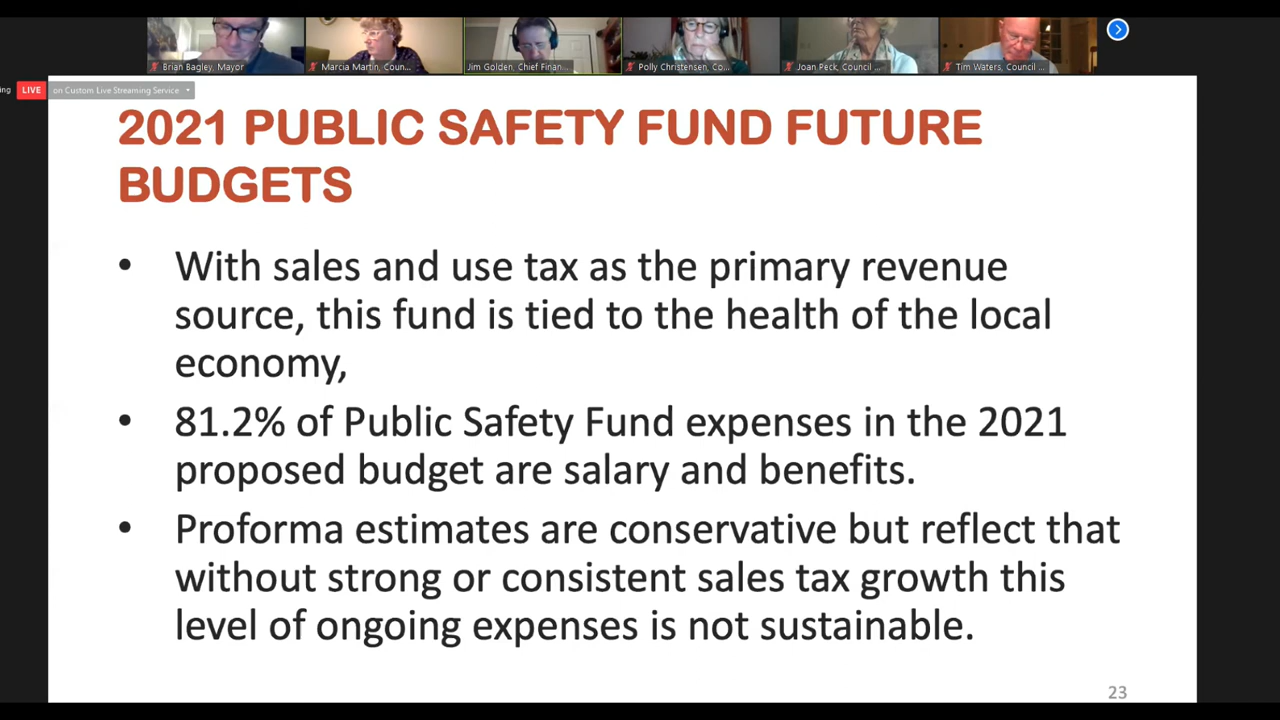 Brian Bagley, Mayor
Marcia Martin, Coun...
Jim Golden, Chief Finan...
Polly Christensen, Co...
Joan Peck, Council ...
Tim Waters, Council ...
ing
LIVE
on Custom Live Streaming Service
2021 PUBLIC SAFETY FUND FUTURE
BUDGETS
• With sales and use tax as the primary revenue
source, this fund is tied to the health of the local
economy,
• 81.2% of Public Safety Fund expenses in the 2021
proposed budget are salary and benefits.
• Proforma estimates are conservative but reflect that
without strong or consistent sales tax growth this
level of ongoing expenses is not sustainable.
23